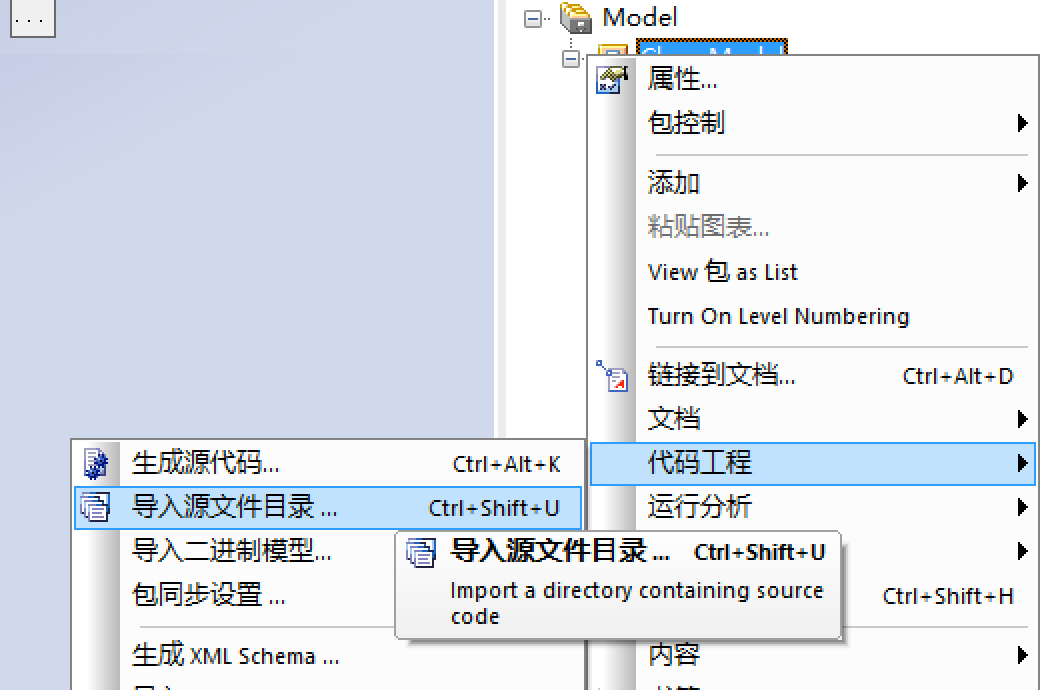 ...
Model
属性...
包控制
添加
粘贴图表...
View 包 as List
Turn On Level Numbering
链接到文档... Ctrl+Alt+D
文档
代码工程
运行分析
Ctrl+Shift+H
内容
生成源代码... Ctrl+Alt+K
导入源文件目录 ... Ctrl+Shift+U
导入二进制模型...
包同步设置 ...
生成 XML Schema ...
导入源文件目录 ... Ctrl+Shift+U
Import a directory containing source
code